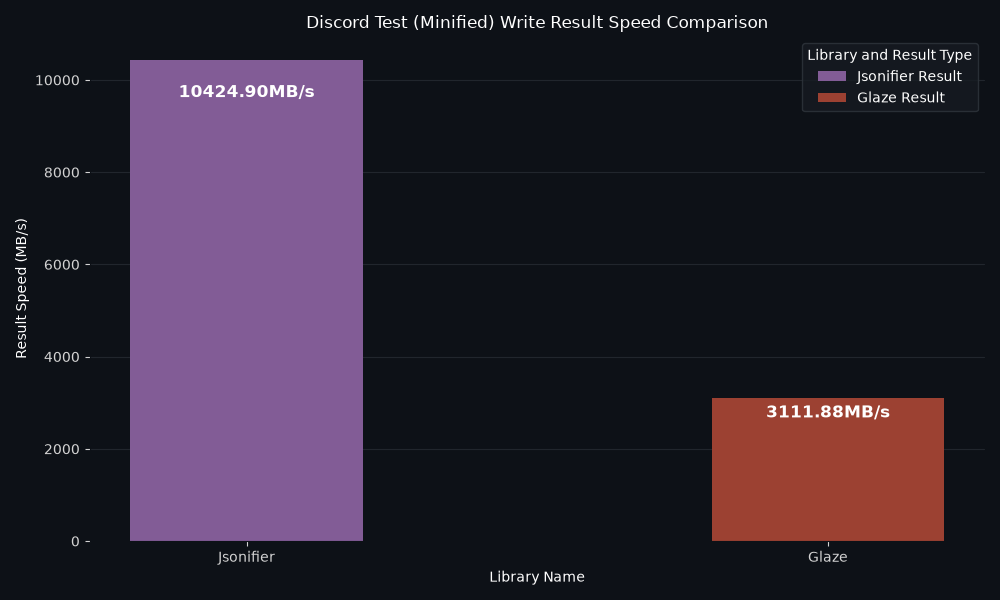 Discord Test (Minified) Write Result Speed Comparison
Library and Result Type
Jsonifier Result
Glaze Result
10000
8000
6000
4000
2000
0
Result Speed (MB/s)
10424.90MB/s
3111.88MB/s
Jsonifier
Glaze
Library Name